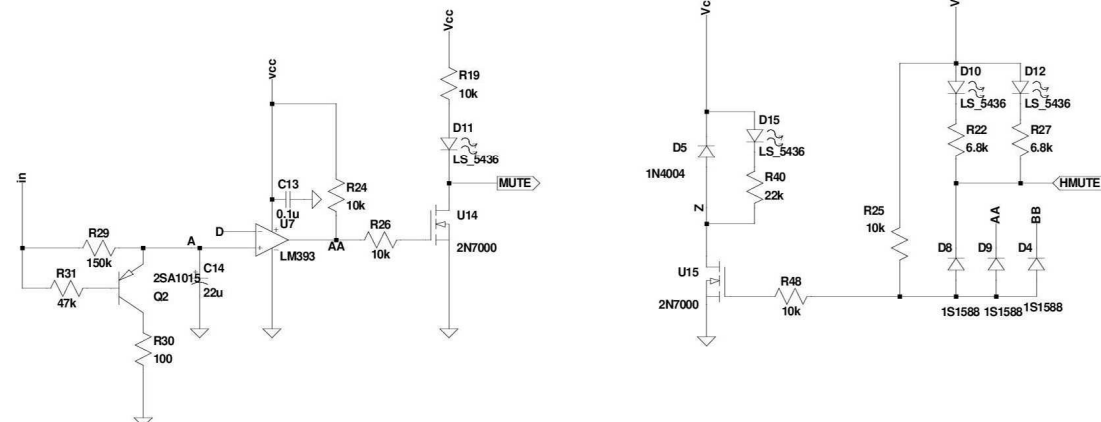 in
R29
150k
R31
47k
2SA1015
Q2
R30
100
A
C14
22u
vcc
C13
0.1u
D
U7
LM393
R24
10k
AA
R26
10k
Vcc
R19
10k
D11
LS_5436
MUTE
U14
2N7000
D5
1N4004
D15
LS_5436
R40
22k
Z
U15
2N7000
R48
10k
R25
10k
D10
LS_5436
D12
LS_5436
R22
6.8k
R27
6.8k
HMUTE
AA
BB
D8
D9
D4
1S1588
1S1588
1S1588